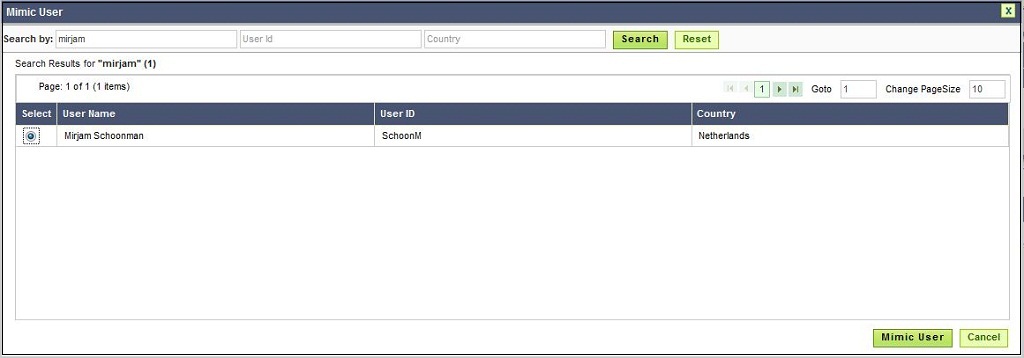 Mimic User X
Search by: mirjam User Id Country Search Reset
Search Results for "mirjam" (1)
Page: 1 of 1 (1 items) 1 Goto 1 Change PageSize 10
Select User Name User ID Country
Mirjam Schoonman SchoonM Netherlands
Mimic User Cancel